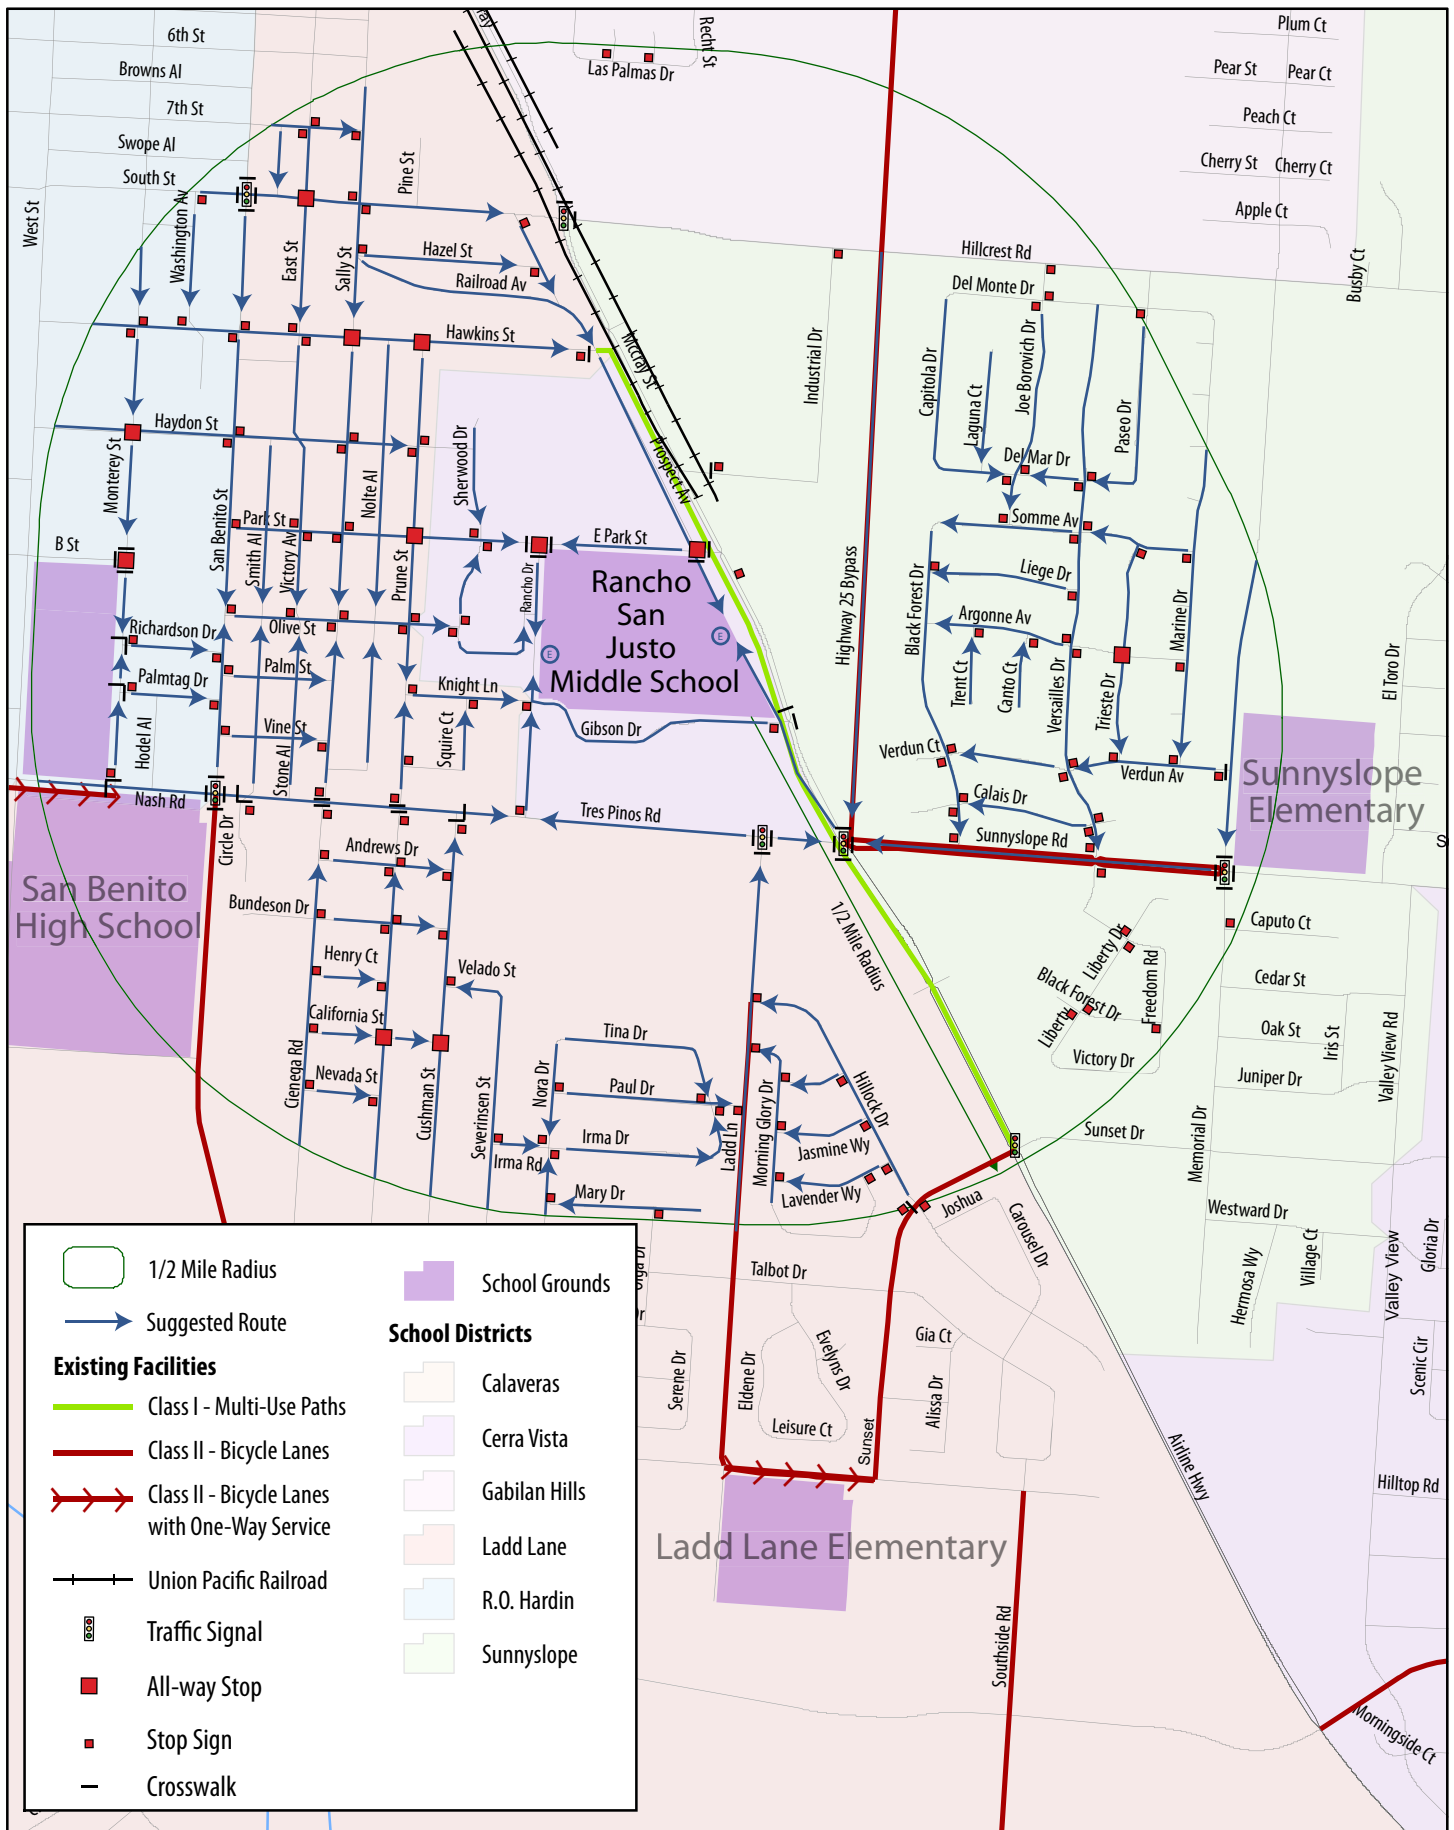 6th St
Browns Al
7th St
Swope Al
South St
West St
Washington Av
East St
Sally St
Pine St
Hazel St
Railroad Av
Hawkins St
Recht St
Las Palmas Dr
Plum Ct
Pear St
Pear Ct
Peach Ct
Cherry St
Cherry Ct
Apple Ct
Busby Ct
Hillcrest Rd
Del Monte Dr
Mccray St
Industrial Dr
Capitola Dr
Laguna Ct
Joe Borovich Dr
Paseo Dr
Del Mar Dr
Haydon St
Monterey St
San Benito St
Nolte Al
Sherwood Dr
Prospect Av
Park St
Smith Al
Victory Av
Prune St
E Park St
Rancho Dr
B St
Rancho
San
Justo
Middle School
E
E
Highway 25 Bypass
Somme Av
Liege Dr
Argonne Av
Black Forest Dr
Trent Ct
Canto Ct
Versailles Dr
Trieste Dr
Marine Dr
El Toro Dr
Richardson Dr
Olive St
Palm St
Palmtag Dr
Knight Ln
Squire Ct
Gibson Dr
Vine St
Hodel Al
Stone Al
Nash Rd
Circle Dr
Tres Pinos Rd
Verdun Ct
Verdun Av
Calais Dr
Sunnyslope Rd
Sunnyslope
Elementary
S
San Benito
High School
Andrews Dr
Bundeson Dr
Henry Ct
California St
Nevada St
Cienega Rd
Cushman St
Velado St
Severinsen St
1/2 Mile Radius
Tina Dr
Paul Dr
Nora Dr
Irma Dr
Irma Rd
Mary Dr
Ladd Ln
Morning Glory Dr
Hillock Dr
Jasmine Wy
Lavender Wy
Liberty Dr
Black Forest Dr
Liberty
Freedom Rd
Victory Dr
Caputo Ct
Cedar St
Oak St
Iris St
Juniper Dr
Valley View Rd
Sunset Dr
Memorial Dr
Westward Dr
Hermosa Wy
Village Ct
Valley View
Gloria Dr
Scenic Cir
Joshua
Carousel Dr
Talbot Dr
Dr
Serene Dr
Eldene Dr
Evelyns Dr
Leisure Ct
Sunset
Gia Ct
Alissa Dr
Airline Hwy
Hilltop Rd
Ladd Lane Elementary
Southside Rd
Morningside Ct
1/2 Mile Radius
Suggested Route
Existing Facilities
Class I - Multi-Use Paths
Class II - Bicycle Lanes
Class II - Bicycle Lanes
with One-Way Service
Union Pacific Railroad
Traffic Signal
All-way Stop
Stop Sign
Crosswalk
School Grounds
School Districts
Calaveras
Cerra Vista
Gabilan Hills
Ladd Lane
R.O. Hardin
Sunnyslope